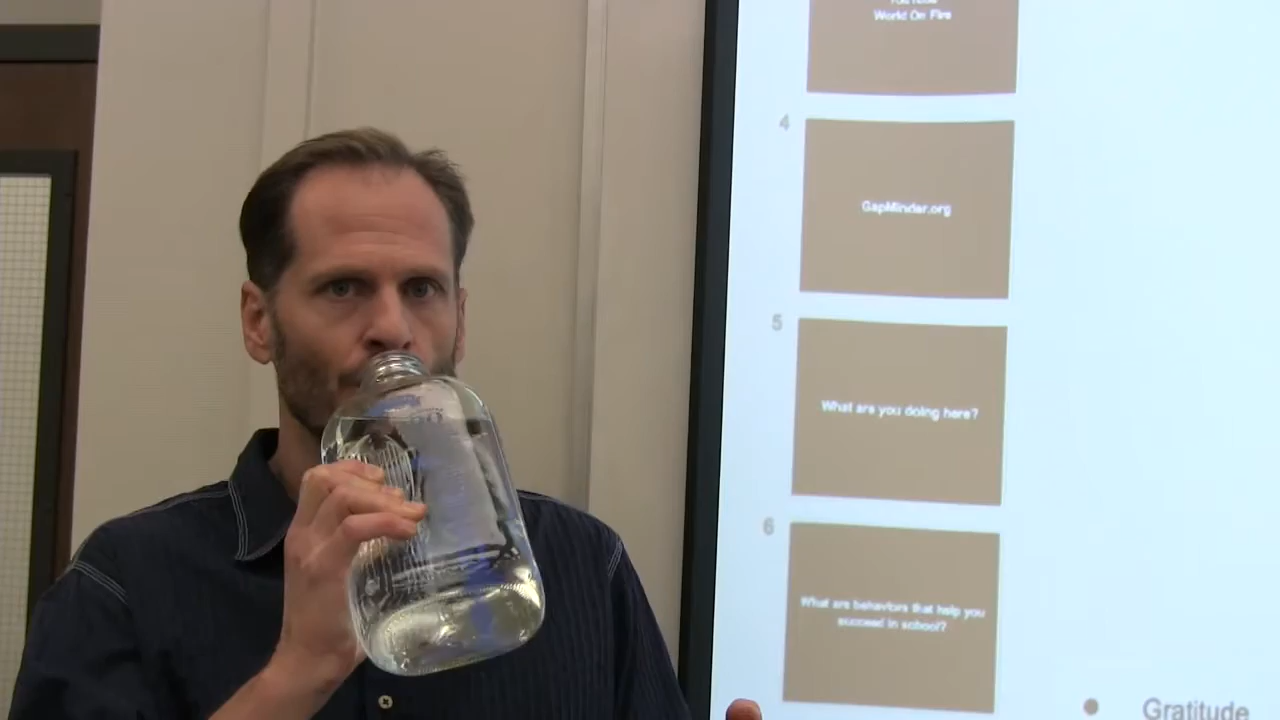 YouTube
World On Fire
4
GapMinder.org
5
What are you doing here?
6
What are behaviors that help you
succeed in school?
● Gratitude